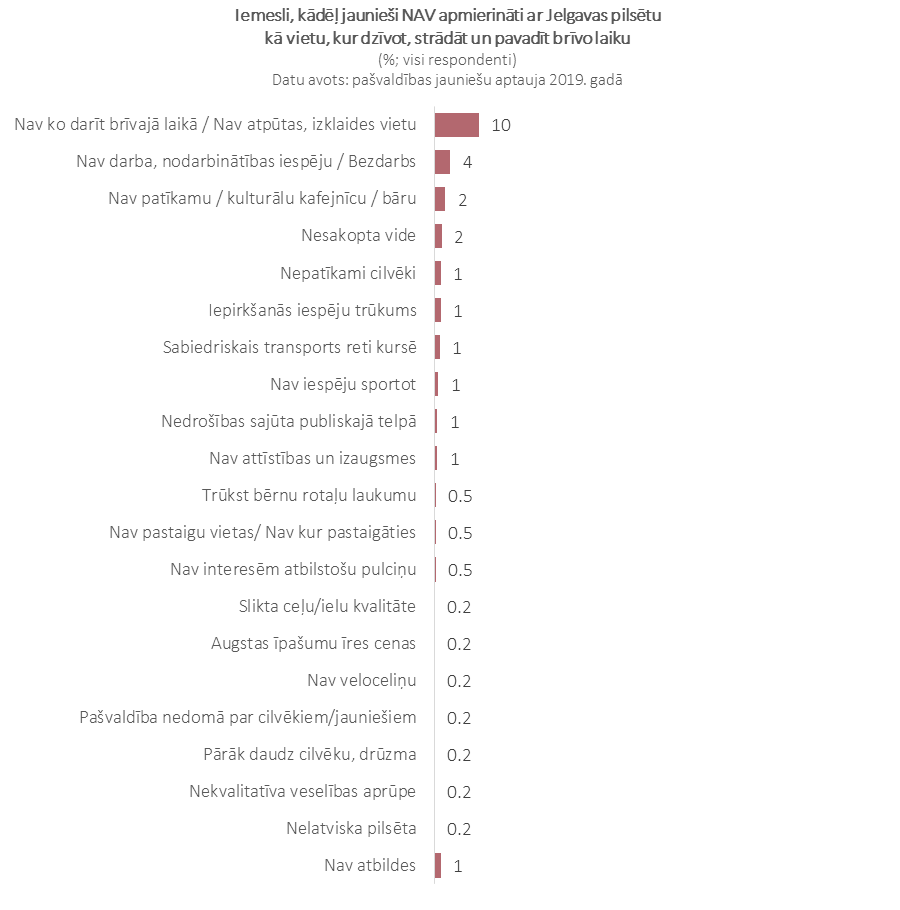 Iemesli, kādēļ jaunieši NAV apmierināti ar Jelgavas pilsētu
kā vietu, kur dzīvot, strādāt un pavadīt brīvo laiku
(%; visi respondenti)
Datu avots: pašvaldības jauniešu aptauja 2019. gadā
Nav ko darīt brīvajā laikā / Nav atpūtas, izklaides vietu 10
Nav darba, nodarbinātības iespēju / Bezdarbs 4
Nav patīkamu / kulturālu kafejnīcu / bāru 2
Nesakopta vide 2
Nepatīkami cilvēki 1
Iepirkšanās iespēju trūkums 1
Sabiedriskais transports reti kursē 1
Nav iespēju sportot 1
Nedrošības sajūta publiskajā telpā 1
Nav attīstības un izaugsmes 1
Trūkst bērnu rotaļu laukumu 0.5
Nav pastaigu vietas/ Nav kur pastaigāties 0.5
Nav interesēm atbilstošu pulciņu 0.5
Slikta ceļu/ielu kvalitāte 0.2
Augstas īpašumu īres cenas 0.2
Nav veloceliņu 0.2
Pašvaldība nedomā par cilvēkiem/jauniešiem 0.2
Pārāk daudz cilvēku, drūzma 0.2
Nekvalitatīva veselības aprūpe 0.2
Nelatviska pilsēta 0.2
Nav atbildes 1